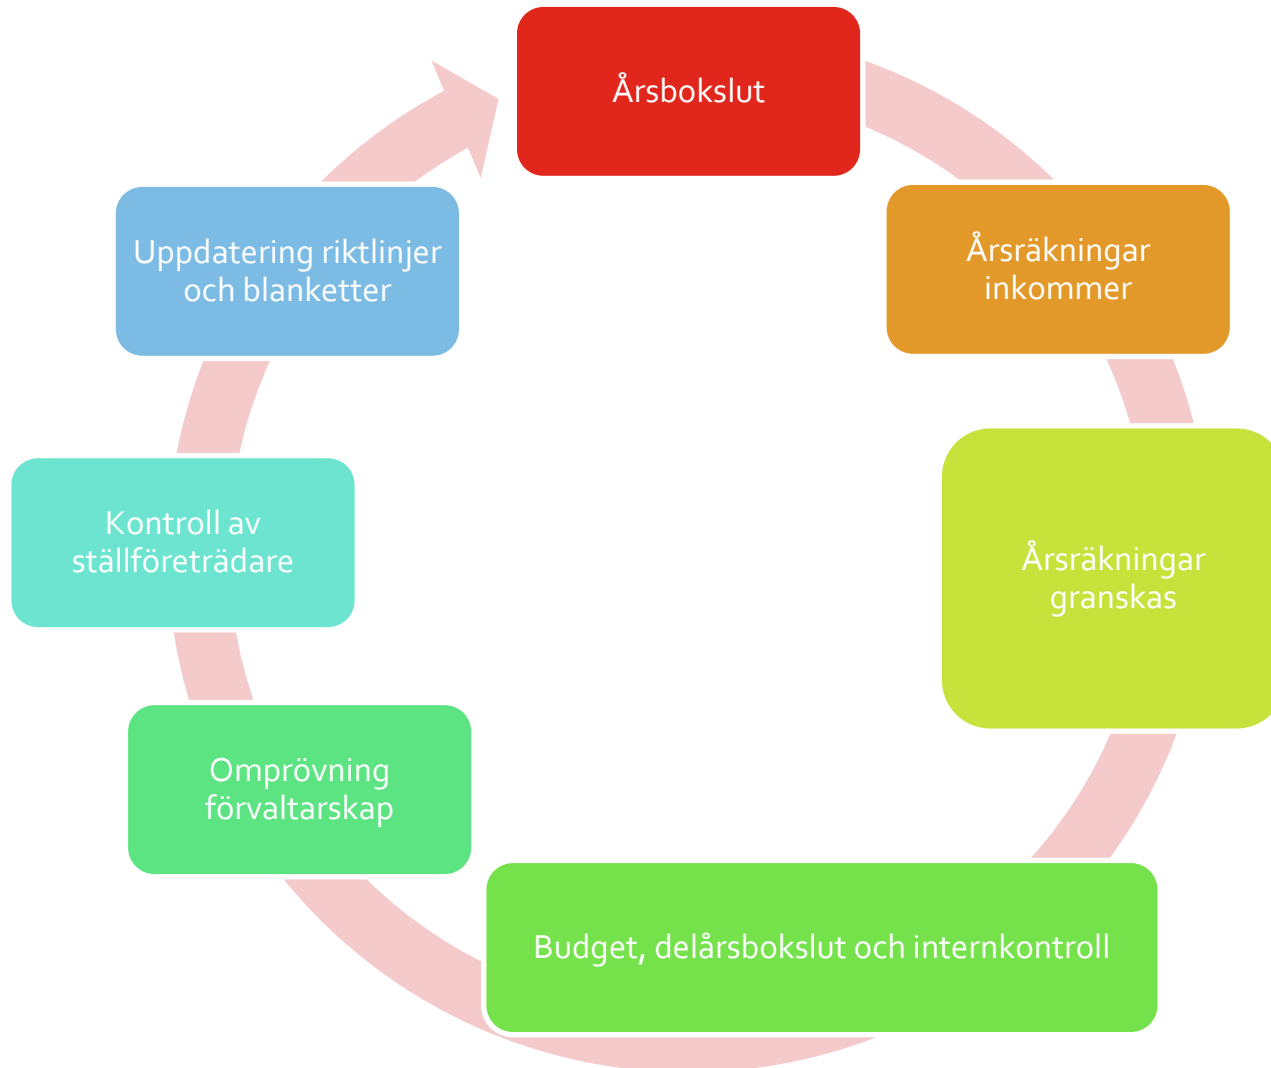 Årsbokslut
Årsräkningar
inkommer
Årsräkningar
granskas
Budget, delårsbokslut och internkontroll
Omprövning
förvaltarskap
Kontroll av
ställföreträdare
Uppdatering riktlinjer
och blanketter